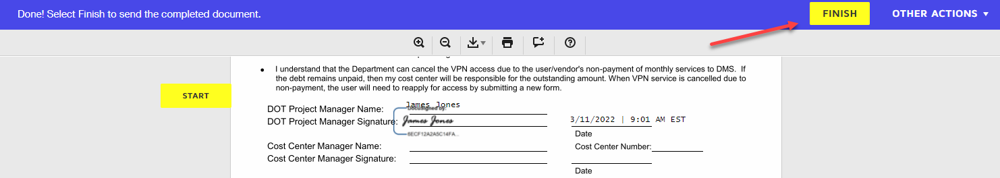 Done! Select Finish to send the completed document.
FINISH
OTHER ACTIONS
• I understand that the Department can cancel the VPN access due to the user/vendor's non-payment of monthly services to DMS. If
the debt remains unpaid, then my cost center will be responsible for the outstanding amount. When VPN service is cancelled due to
non-payment, the user will need to reapply for access by submitting a new form.
START
DOT Project Manager Name: James Jones
DocuSigned by:
DOT Project Manager Signature: James Jones 3/11/2022 | 9:01 AM EST
6ECF12A2A5C14FA... Date
Cost Center Manager Name: Cost Center Number:
Cost Center Manager Signature:
Date